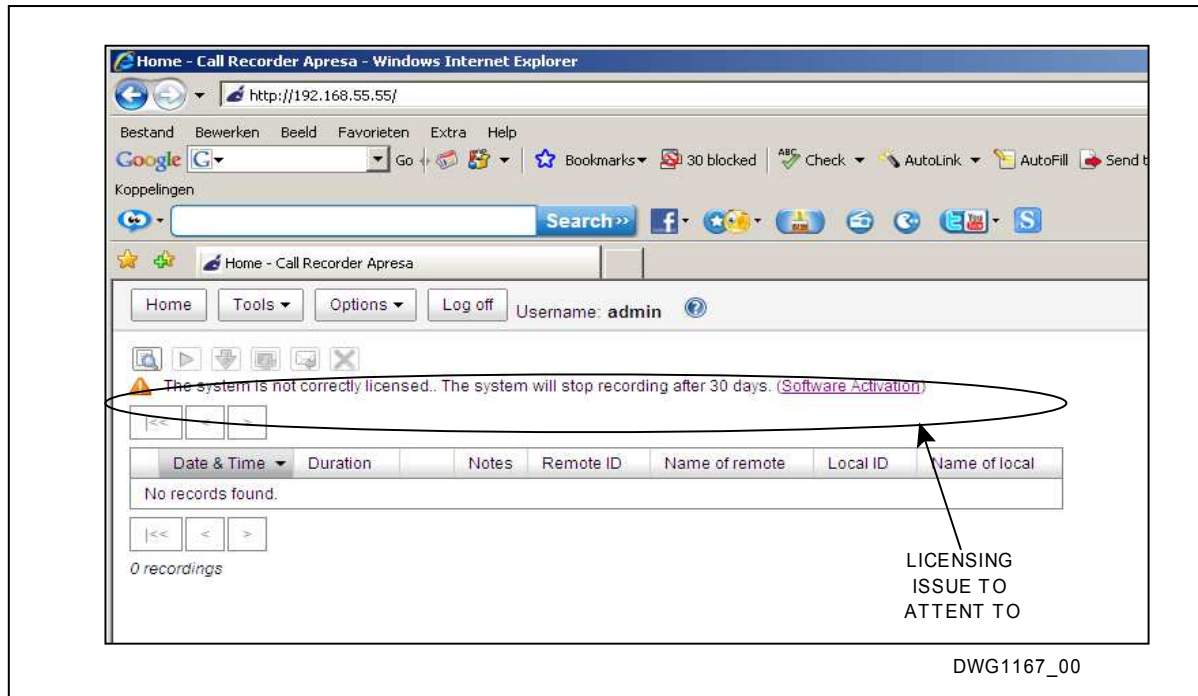 Home - Call Recorder Apresa - Windows Internet Explorer
http://192.168.55.55/
Bestand Bewerken Beeld Favorieten Extra Help
Google G Go Bookmarks 30 blocked ABC Check AutoLink AutoFill Send t
Koppelingen
Search »
Home - Call Recorder Apresa
Home Tools Options Log off Username: admin
The system is not correctly licensed.. The system will stop recording after 30 days. (Software Activation)
|<< < >
Date & Time Duration Notes Remote ID Name of remote Local ID Name of local
No records found.
|<< < >
0 recordings
LICENSING
ISSUE TO
ATTENT TO
DWG1167_00